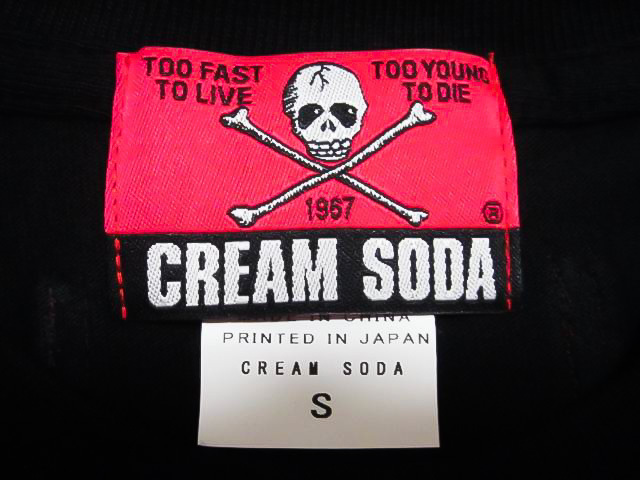 TOO FAST
TO LIVE
TOO YOUNG
TO DIE
1967
®
CREAM SODA
IN CHINA
PRINTED IN JAPAN
CREAM SODA
S